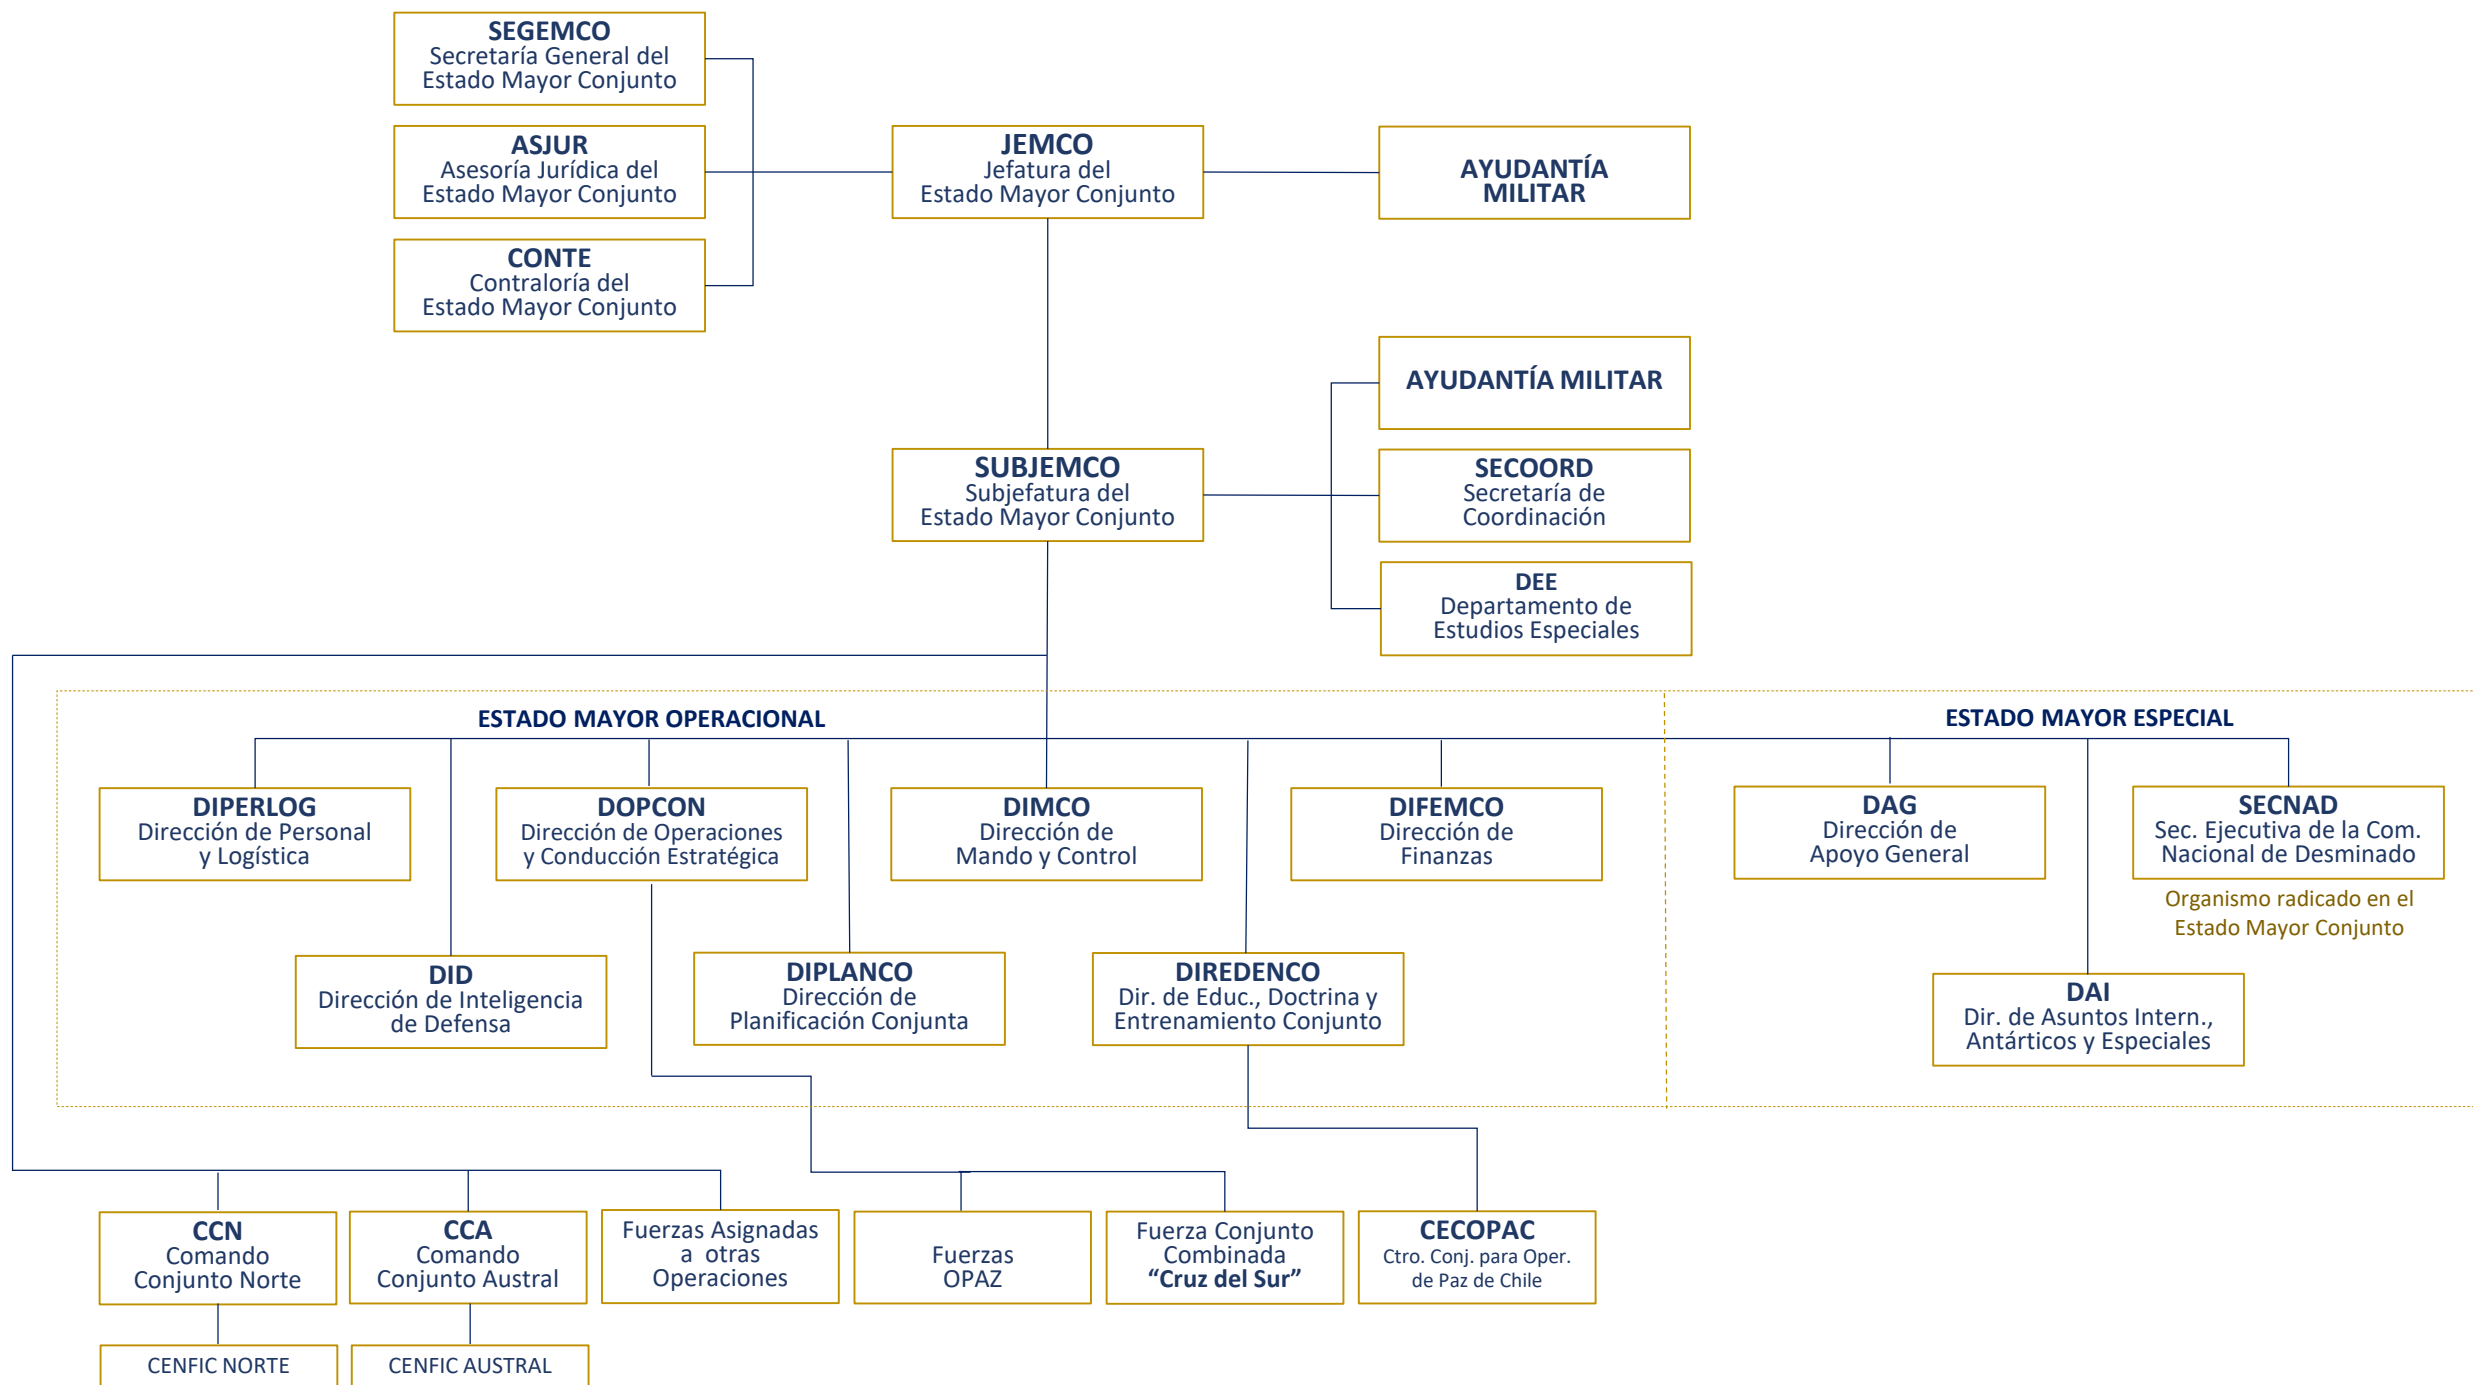 SEGEMCO
Secretaría General del
Estado Mayor Conjunto
ASJUR
Asesoría Jurídica del
Estado Mayor Conjunto
JEMCO
Jefatura del
Estado Mayor Conjunto
AYUDANTÍA
MILITAR
CONTE
Contraloría del
Estado Mayor Conjunto
AYUDANTÍA MILITAR
SUBJEMCO
Subjefatura del
Estado Mayor Conjunto
SECOORD
Secretaría de
Coordinación
DEE
Departamento de
Estudios Especiales
ESTADO MAYOR OPERACIONAL
ESTADO MAYOR ESPECIAL
DIPERLOG
Dirección de Personal
y Logística
DOPCON
Dirección de Operaciones
y Conducción Estratégica
DIMCO
Dirección de
Mando y Control
DIFEMCO
Dirección de
Finanzas
DAG
Dirección de
Apoyo General
SECNAD
Sec. Ejecutiva de la Com.
Nacional de Desminado
Organismo radicado en el
Estado Mayor Conjunto
DID
Dirección de Inteligencia
de Defensa
DIPLANCO
Dirección de
Planificación Conjunta
DIREDENCO
Dir. de Educ., Doctrina y
Entrenamiento Conjunto
DAI
Dir. de Asuntos Intern.,
Antárticos y Especiales
CCN
Comando
Conjunto Norte
CCA
Comando
Conjunto Austral
Fuerzas Asignadas
a otras
Operaciones
Fuerzas
OPAZ
Fuerza Conjunto
Combinada
“Cruz del Sur”
CECOPAC
Ctro. Conj. para Oper.
de Paz de Chile
CENFIC NORTE
CENFIC AUSTRAL